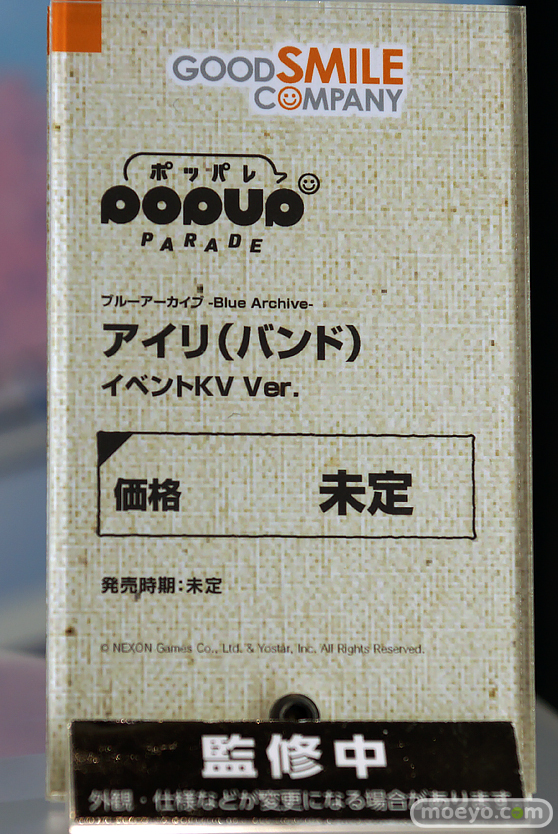 GOODSMILE
COMPANY
ポッパレ
POPUP
PARADE
ブルーアーカイブ -Blue Archive-
アイリ(バンド)
イベントKV Ver.
価格 未定
発売時期:未定
© NEXON Games Co., Ltd. & Yostar, Inc. All Rights Reserved.
監修中
外観・仕様などが変更になる場合があります
moeyo.com